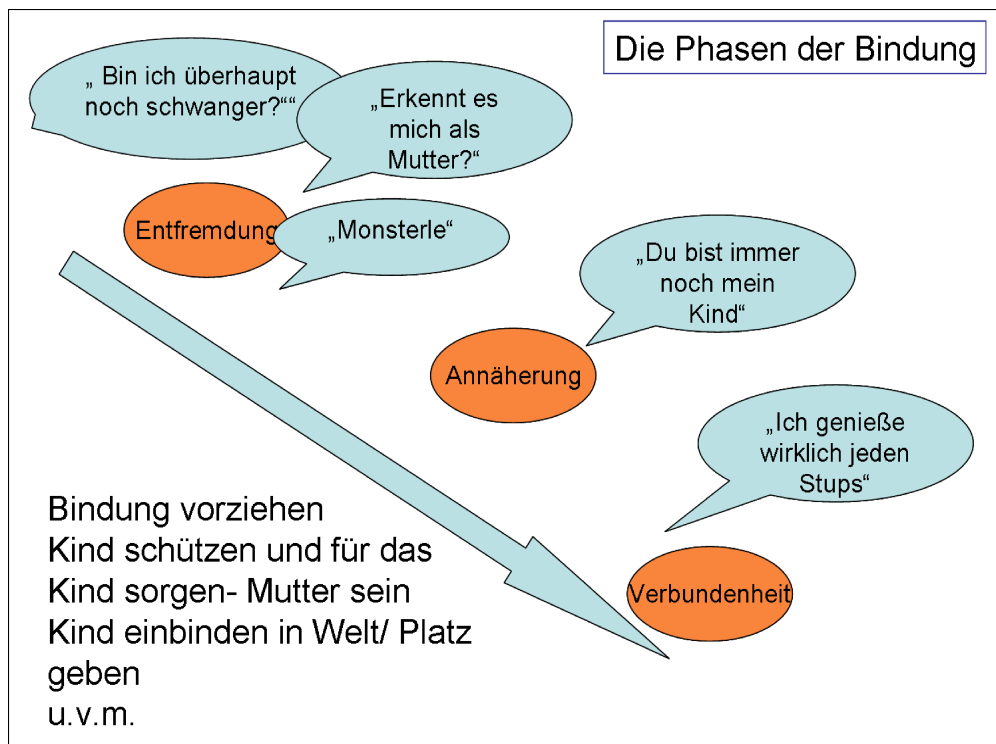 Die Phasen der Bindung
„ Bin ich überhaupt
noch schwanger?““
„Erkennt es
mich als
Mutter?“
Entfremdung
„Monsterle“
„Du bist immer
noch mein
Kind“
Annäherung
„Ich genieße
wirklich jeden
Stups“
Verbundenheit
Bindung vorziehen
Kind schützen und für das
Kind sorgen- Mutter sein
Kind einbinden in Welt/ Platz
geben
u.v.m.